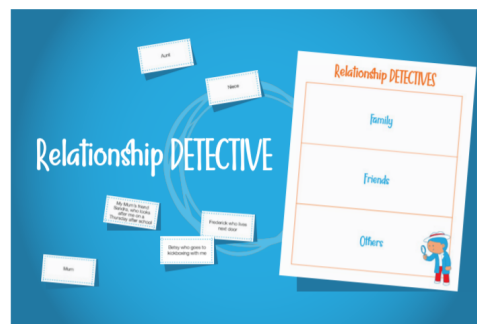 Aunt
Niece
Relationship DETECTIVE
My Mum's friend
Sandra, who looks
after me on a
Thursday after school
Frederick who lives
next door
Betsy who goes to
kickboxing with me
Mum
Relationship DETECTIVES
Family
Friends
Others